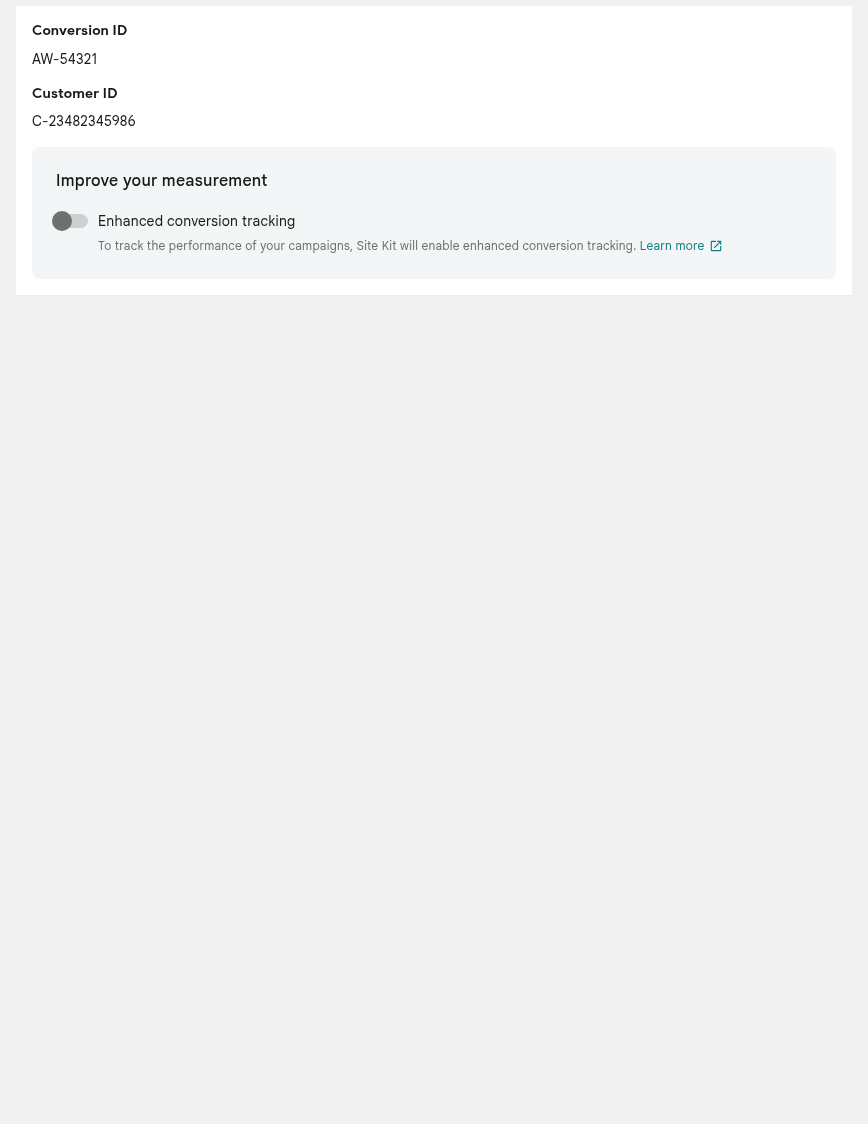 Conversion ID
AW-54321
Customer ID
C-23482345986
Improve your measurement
Enhanced conversion tracking
To track the performance of your campaigns, Site Kit will enable enhanced conversion tracking. Learn more